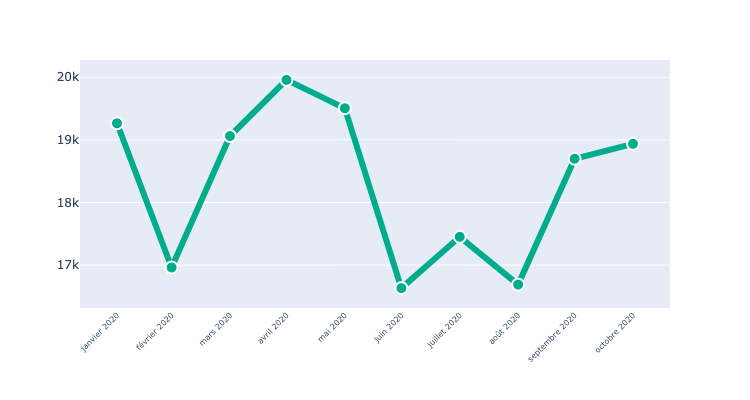 20k
19k
18k
17k
janvier 2020
février 2020
mars 2020
avril 2020
mai 2020
juin 2020
juillet 2020
août 2020
septembre 2020
octobre 2020